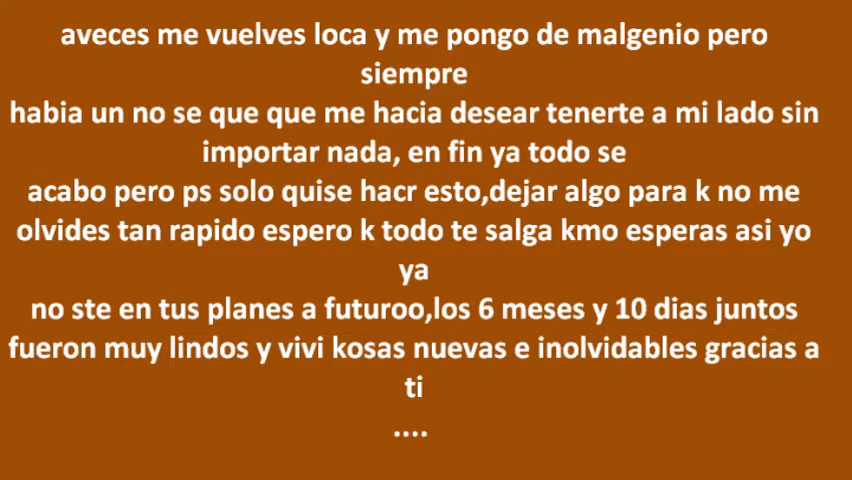 aveces me vuelves loca y me pongo de malgenio pero
siempre
habia un no se que que me hacia desear tenerte a mi lado sin
importar nada, en fin ya todo se
acabo pero ps solo quise hacr esto,dejar algo para k no me
olvides tan rapido espero k todo te salga kmo esperas asi yo
ya
no ste en tus planes a futuroo,los 6 meses y 10 dias juntos
fueron muy lindos y vivi kosas nuevas e inolvidables gracias a
ti
....